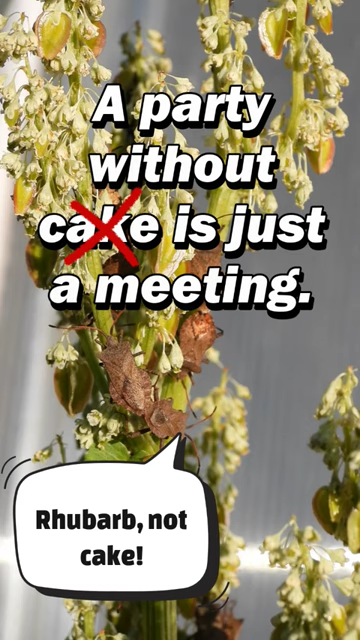 A party
without
cake is just
a meeting.
Rhubarb, not
cake!